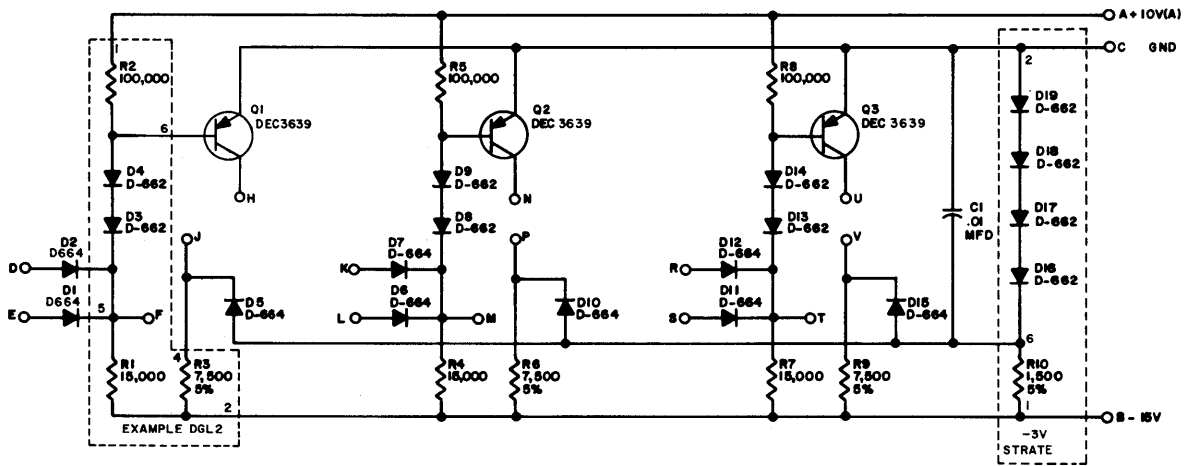 A+10V(A)
C GND
1
R2
100,000
R5
100,000
R8
100,000
2
Q1
DEC3639
Q2
DEC 3639
Q3
DEC 3639
D19
D-662
6
D18
D-662
D4
D-662
D9
D-662
D14
D-662
H
N
U
C1
.01
MFD
D17
D-662
D3
D-662
D8
D-662
D13
D-662
J
P
V
D2
D664
D7
D-664
D12
D-664
D
K
R
D16
D-662
D1
D664
D6
D-664
D11
D-664
E
5
F
D5
D-664
L
M
D10
D-664
S
T
D15
D-664
6
4
R1
15,000
R3
7,500
5%
R4
15,000
R6
7,500
5%
R7
15,000
R9
7,500
5%
R10
1,500
5%
2
1
B-15V
EXAMPLE DGL2
-3V
STRATE